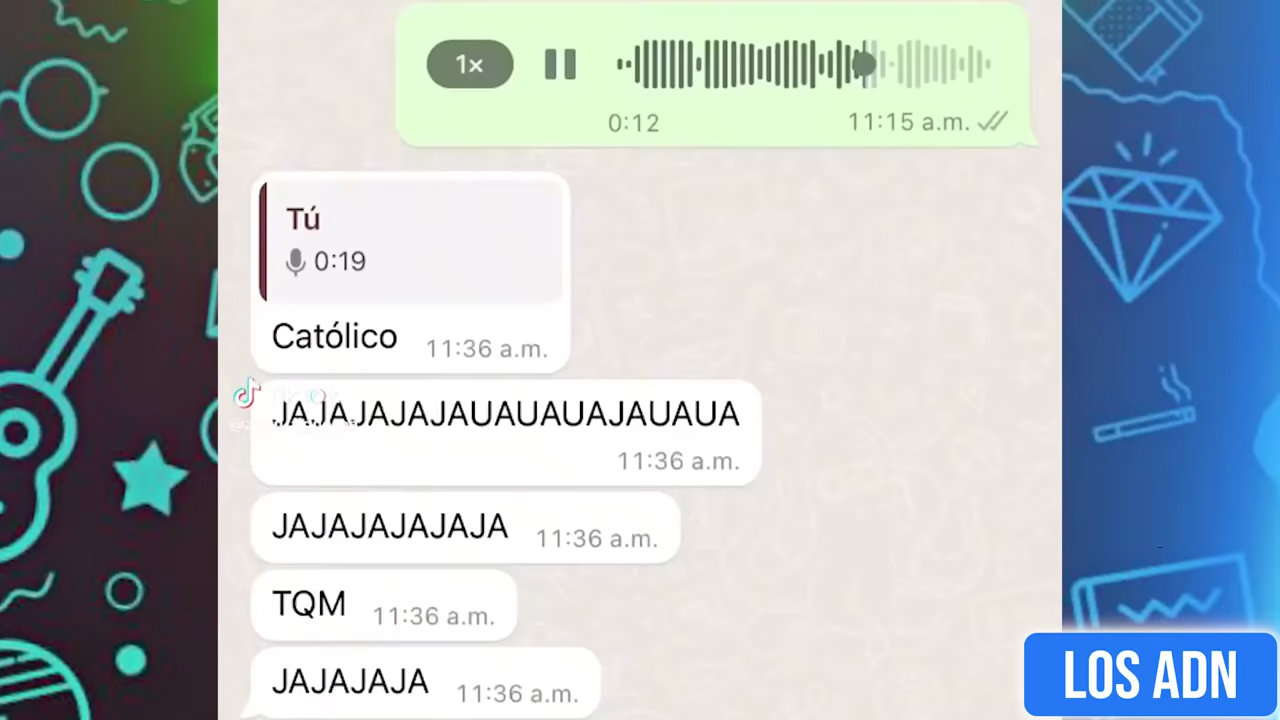 1×
0:12 11:15 a.m.
Tú
0:19
Católico 11:36 a.m.
JAJAJAJAJAUAUAUAJAUAUA
11:36 a.m.
JAJAJAJAJAJA 11:36 a.m.
TQM 11:36 a.m.
JAJAJAJA 11:36 a.m.
LOS ADN